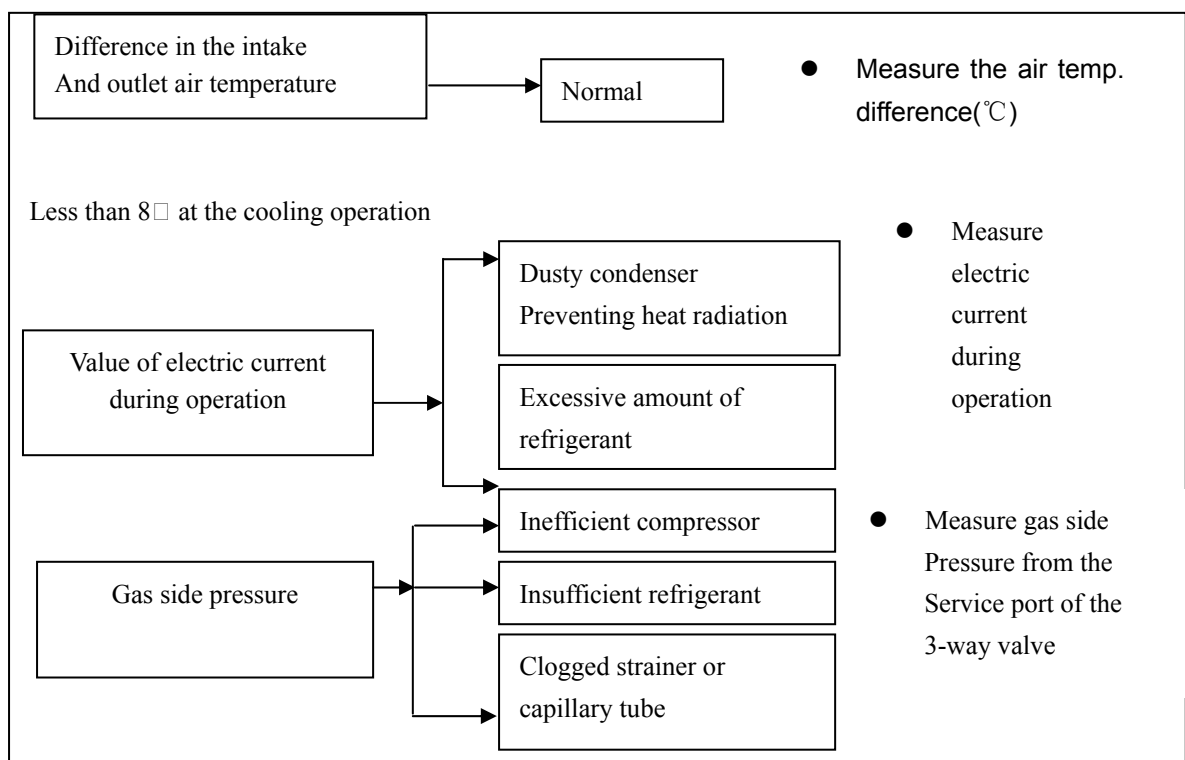 Difference in the intake
And outlet air temperature
Normal
● Measure the air temp.
difference(℃)
Less than 8□ at the cooling operation
Dusty condenser
Preventing heat radiation
● Measure
electric
current
during
operation
Value of electric current
during operation
Excessive amount of
refrigerant
Inefficient compressor
● Measure gas side
Pressure from the
Service port of the
3-way valve
Gas side pressure
Insufficient refrigerant
Clogged strainer or
capillary tube